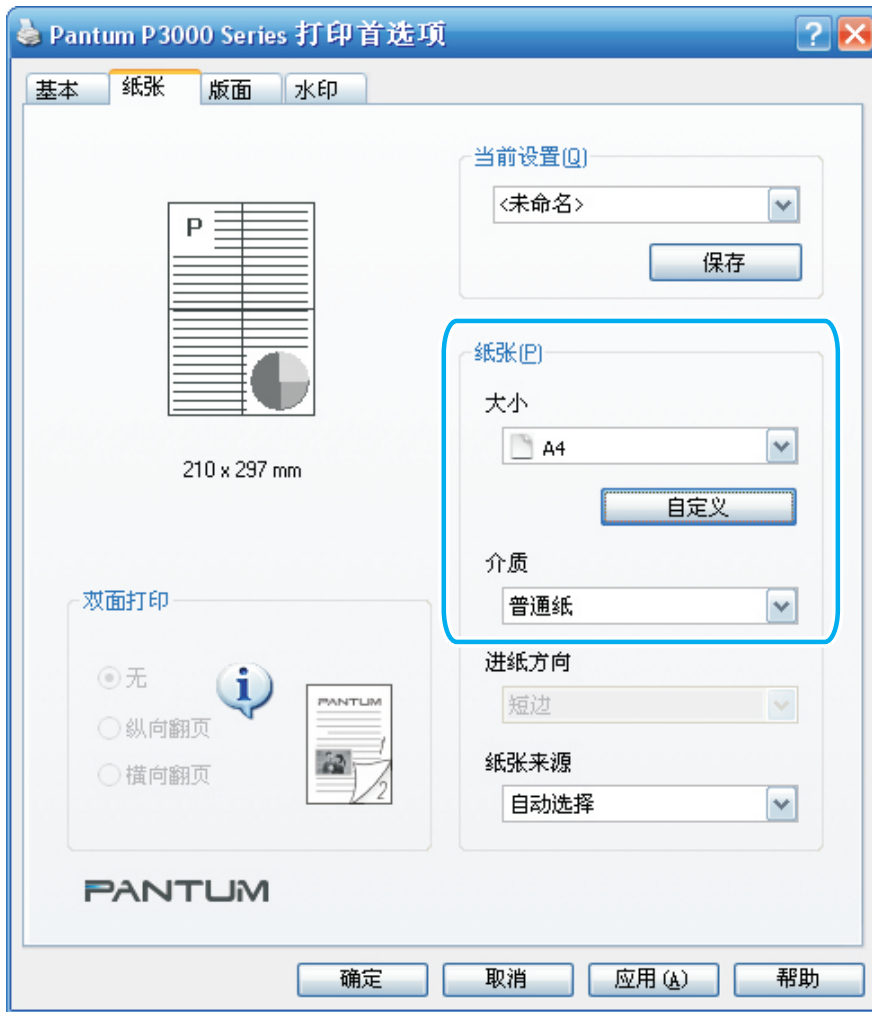 Pantum P3000 Series 打印首选项
基本 纸张 版面 水印
P
210 x 297 mm
当前设置(Q)
<未命名>
保存
纸张(P)
大小
A4
自定义
介质
普通纸
进纸方向
短边
纸张来源
自动选择
双面打印
无
纵向翻页
横向翻页
PANTUM
1
2
PANTUM
确定 取消 应用(A) 帮助